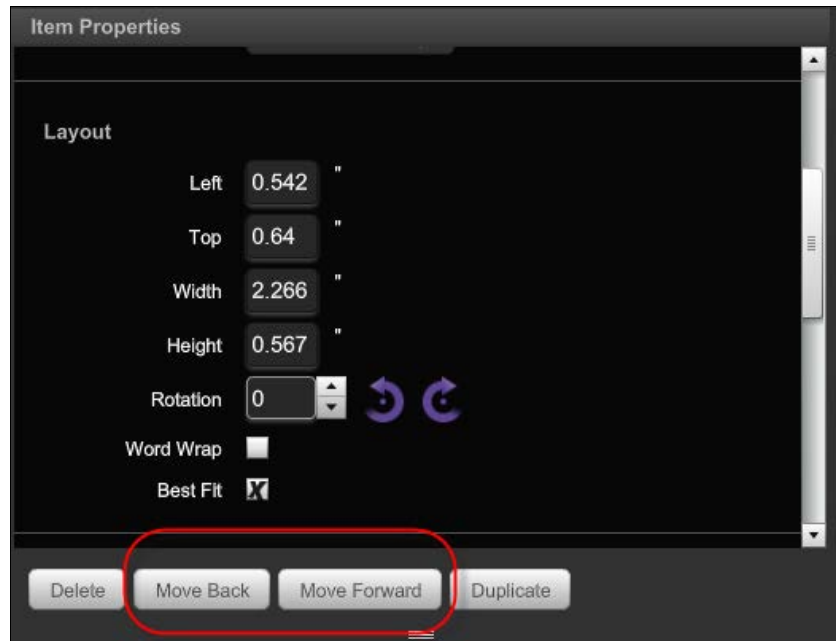 Item Properties
Layout
Left 0.542 "
Top 0.64 "
Width 2.266 "
Height 0.567 "
Rotation 0
Word Wrap
Best Fit X
Delete Move Back Move Forward Duplicate